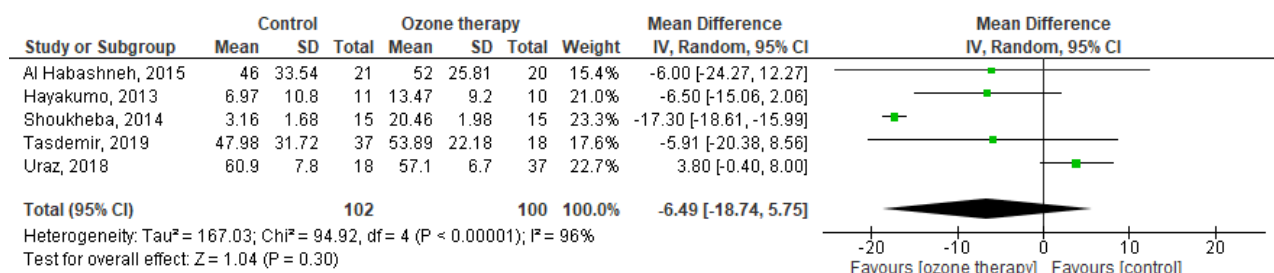 Control Ozone therapy Mean Difference Mean Difference
Study or Subgroup Mean SD Total Mean SD Total Weight IV, Random, 95% CI IV, Random, 95% CI
Al Habashneh, 2015 46 33.54 21 52 25.81 20 15.4% -6.00 [-24.27, 12.27]
Hayakumo, 2013 6.97 10.8 11 13.47 9.2 10 21.0% -6.50 [-15.06, 2.06]
Shoukheba, 2014 3.16 1.68 15 20.46 1.98 15 23.3% -17.30 [-18.61, -15.99]
Tasdemir, 2019 47.98 31.72 37 53.89 22.18 18 17.6% -5.91 [-20.38, 8.56]
Uraz, 2018 60.9 7.8 18 57.1 6.7 37 22.7% 3.80 [-0.40, 8.00]
Total (95% CI) 102 100 100.0% -6.49 [-18.74, 5.75]
Heterogeneity: Tau² = 167.03; Chi² = 94.92, df = 4 (P < 0.00001); I² = 96%
Test for overall effect: Z = 1.04 (P = 0.30)
-20 -10 0 10 20
Favours [ozone therapy] Favours [control]